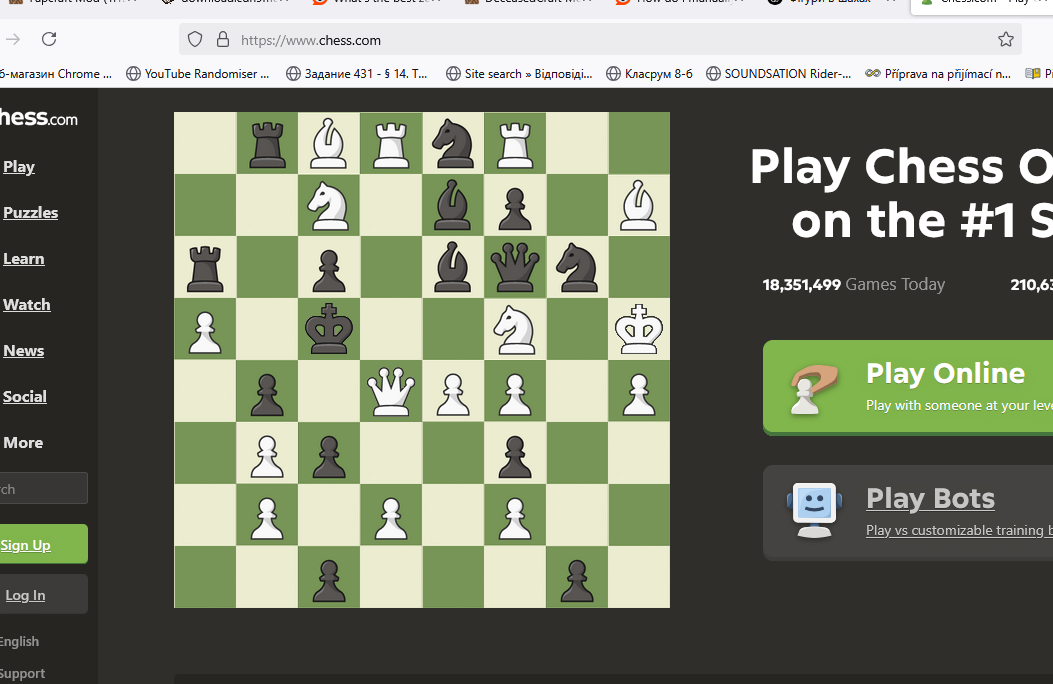 https://www.chess.com
б-магазин Chrome ... YouTube Randomiser ... Задание 431 - § 14. Т... Site search » Відповіді... Класрум 8-б SOUNDSATION Rider-... Příprava na přijímací n...
hess.com
Play
Puzzles
Learn
Watch
News
Social
More
rch
Sign Up
Log In
English
Support
Play Chess O
on the #1 S
18,351,499 Games Today 210,63
Play Online
Play with someone at your leve
Play Bots
Play vs customizable training b